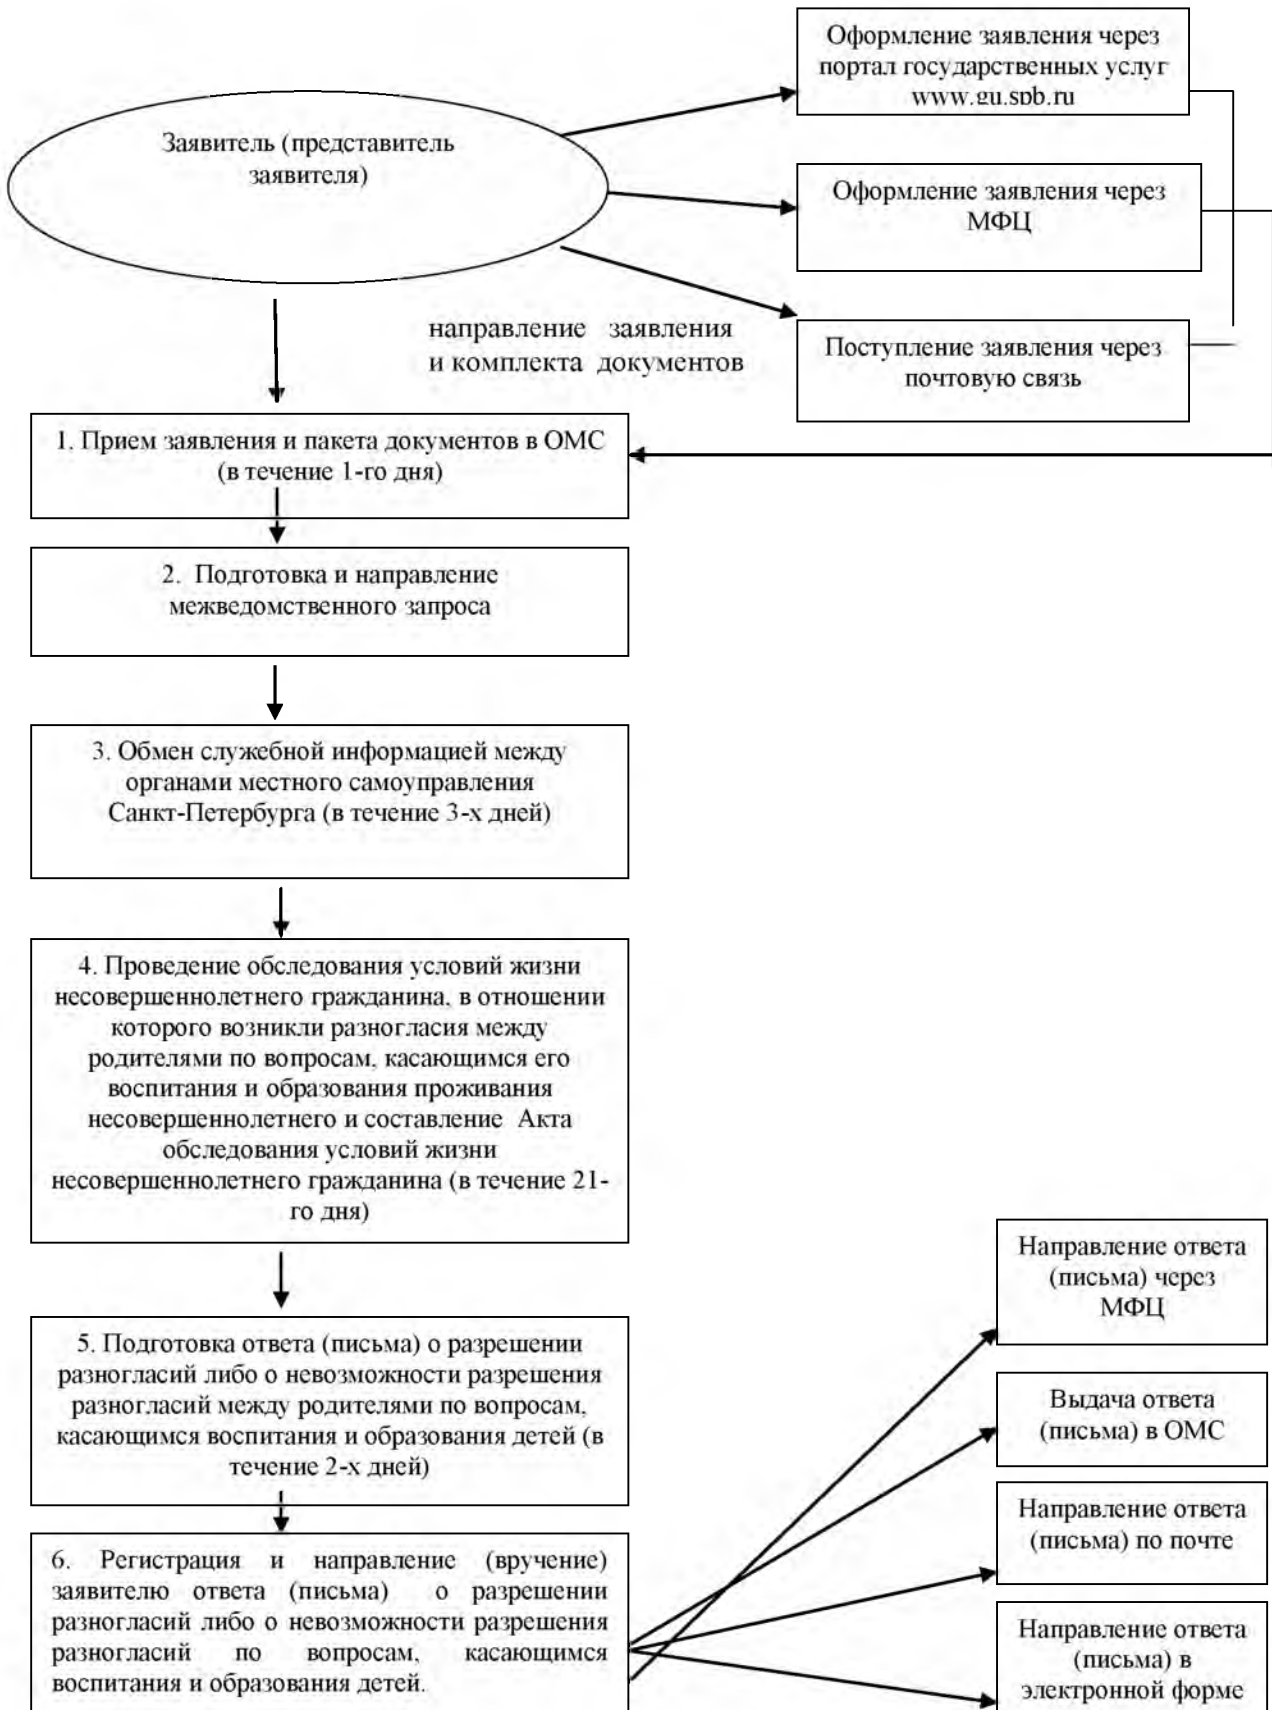 Оформление заявления через
портал государственных услуг
www.gu.spb.ru
Заявитель (представитель
заявителя)
Оформление заявления через
МФЦ
направление заявления
и комплекта документов
Поступление заявления через
почтовую связь
1. Прием заявления и пакета документов в ОМС
(в течение 1-го дня)
2. Подготовка и направление
межведомственного запроса
3. Обмен служебной информацией между
органами местного самоуправления
Санкт-Петербурга (в течение 3-х дней)
4. Проведение обследования условий жизни
несовершеннолетнего гражданина, в отношении
которого возникли разногласия между
родителями по вопросам, касающимся его
воспитания и образования проживания
несовершеннолетнего и составление Акта
обследования условий жизни
несовершеннолетнего гражданина (в течение 21-
го дня)
5. Подготовка ответа (письма) о разрешении
разногласий либо о невозможности разрешения
разногласий между родителями по вопросам,
касающимся воспитания и образования детей (в
течение 2-х дней)
6. Регистрация и направление (вручение)
заявителю ответа (письма) о разрешении
разногласий либо о невозможности разрешения
разногласий по вопросам, касающимся
воспитания и образования детей.
Направление ответа
(письма) через
МФЦ
Выдача ответа
(письма) в ОМС
Направление ответа
(письма) по почте
Направление ответа
(письма) в
электронной форме